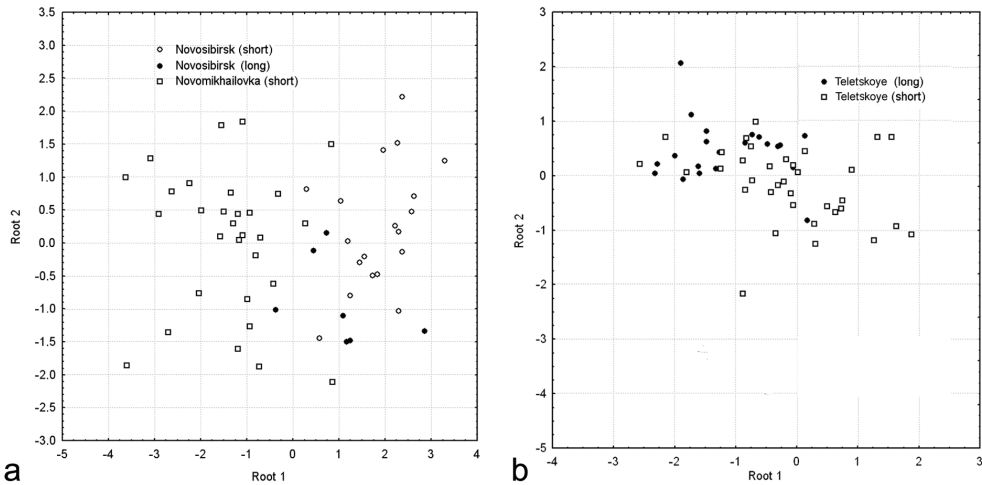 3.5
3.0
2.5
2.0
1.5
1.0
0.5
0.0
-0.5
-1.0
-1.5
-2.0
-2.5
-3.0
Root 2
Novosibirsk (short)
Novosibirsk (long)
Novomikhailovka (short)
-5 -4 -3 -2 -1 0 1 2 3 4
Root 1
a
3
2
1
0
-1
-2
-3
-4
-5
Root 2
Teletskoye (long)
Teletskoye (short)
-4 -3 -2 -1 0 1 2 3
Root 1
b